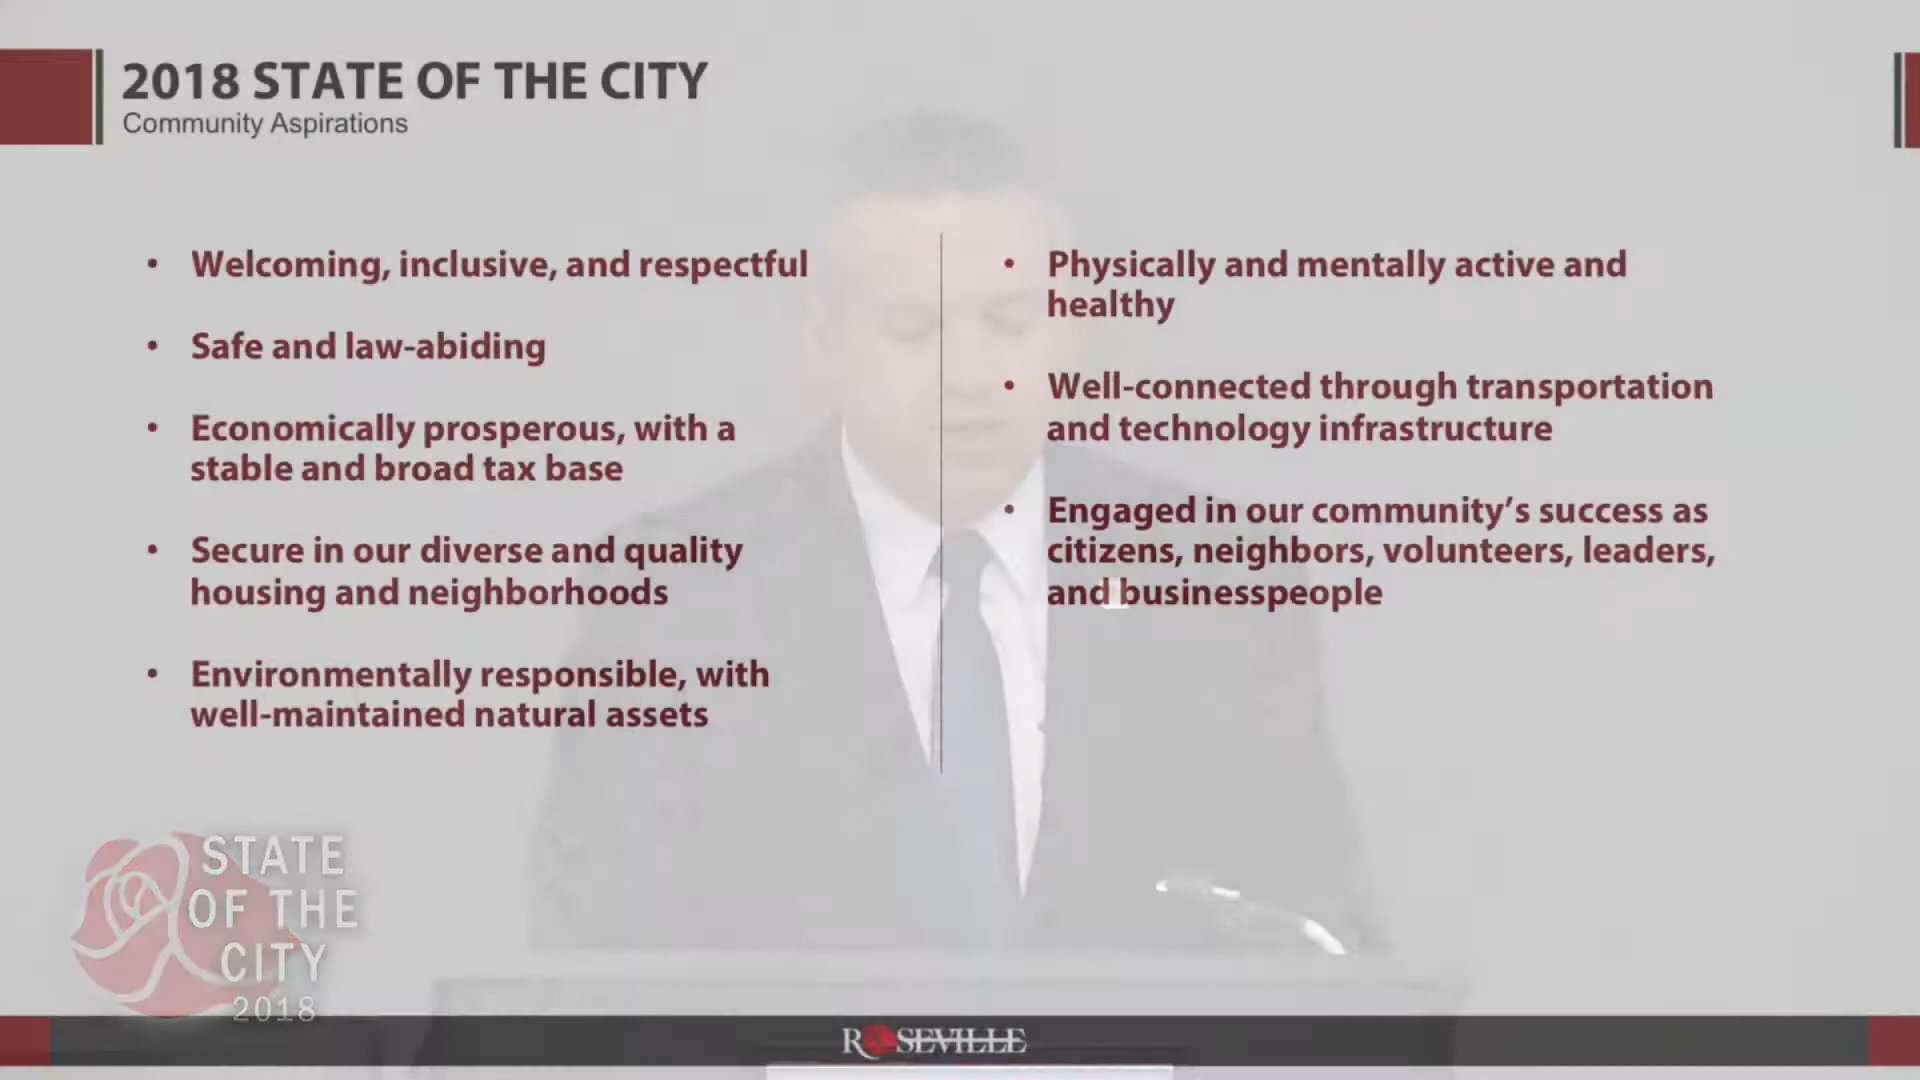 2018 STATE OF THE CITY
Community Aspirations
• Welcoming, inclusive, and respectful
• Safe and law-abiding
• Economically prosperous, with a
stable and broad tax base
• Secure in our diverse and quality
housing and neighborhoods
• Environmentally responsible, with
well-maintained natural assets
• Physically and mentally active and
healthy
• Well-connected through transportation
and technology infrastructure
• Engaged in our community’s success as
citizens, neighbors, volunteers, leaders,
and businesspeople
STATE
OF THE
CITY
2018
ROSEVILLE